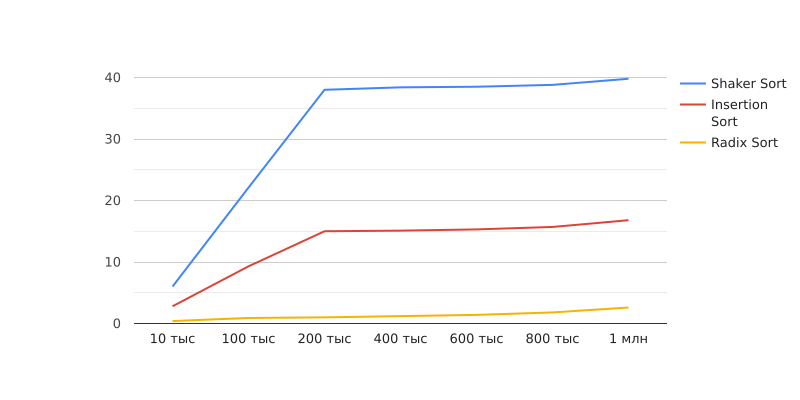 40
30
20
10
0
10 тыс
100 тыс
200 тыс
400 тыс
600 тыс
800 тыс
1 млн
Shaker Sort
Insertion
Sort
Radix Sort